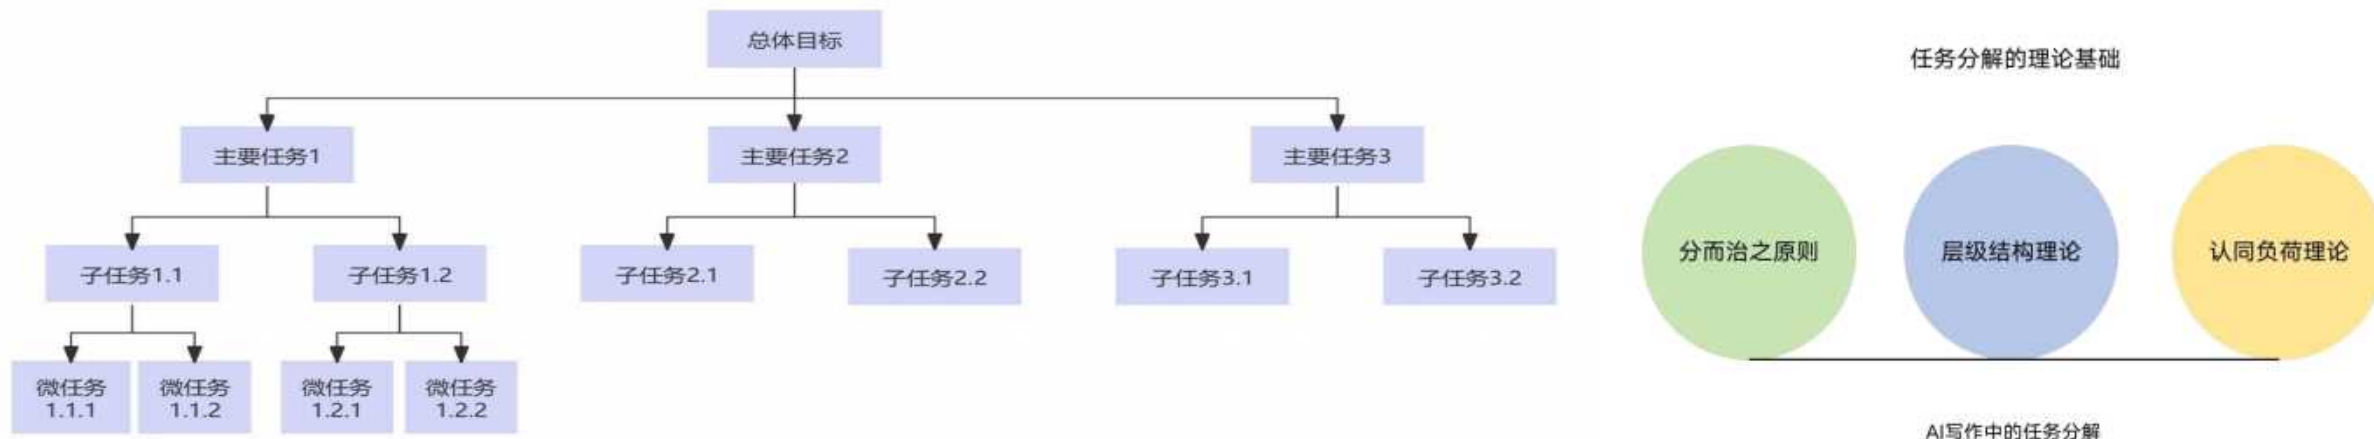 总体目标
主要任务1
主要任务2
主要任务3
子任务1.1
子任务1.2
子任务2.1
子任务2.2
子任务3.1
子任务3.2
微任务
1.1.1
微任务
1.1.2
微任务
1.2.1
微任务
1.2.2
任务分解的理论基础
分而治之原则
层级结构理论
认同负荷理论
AI写作中的任务分解